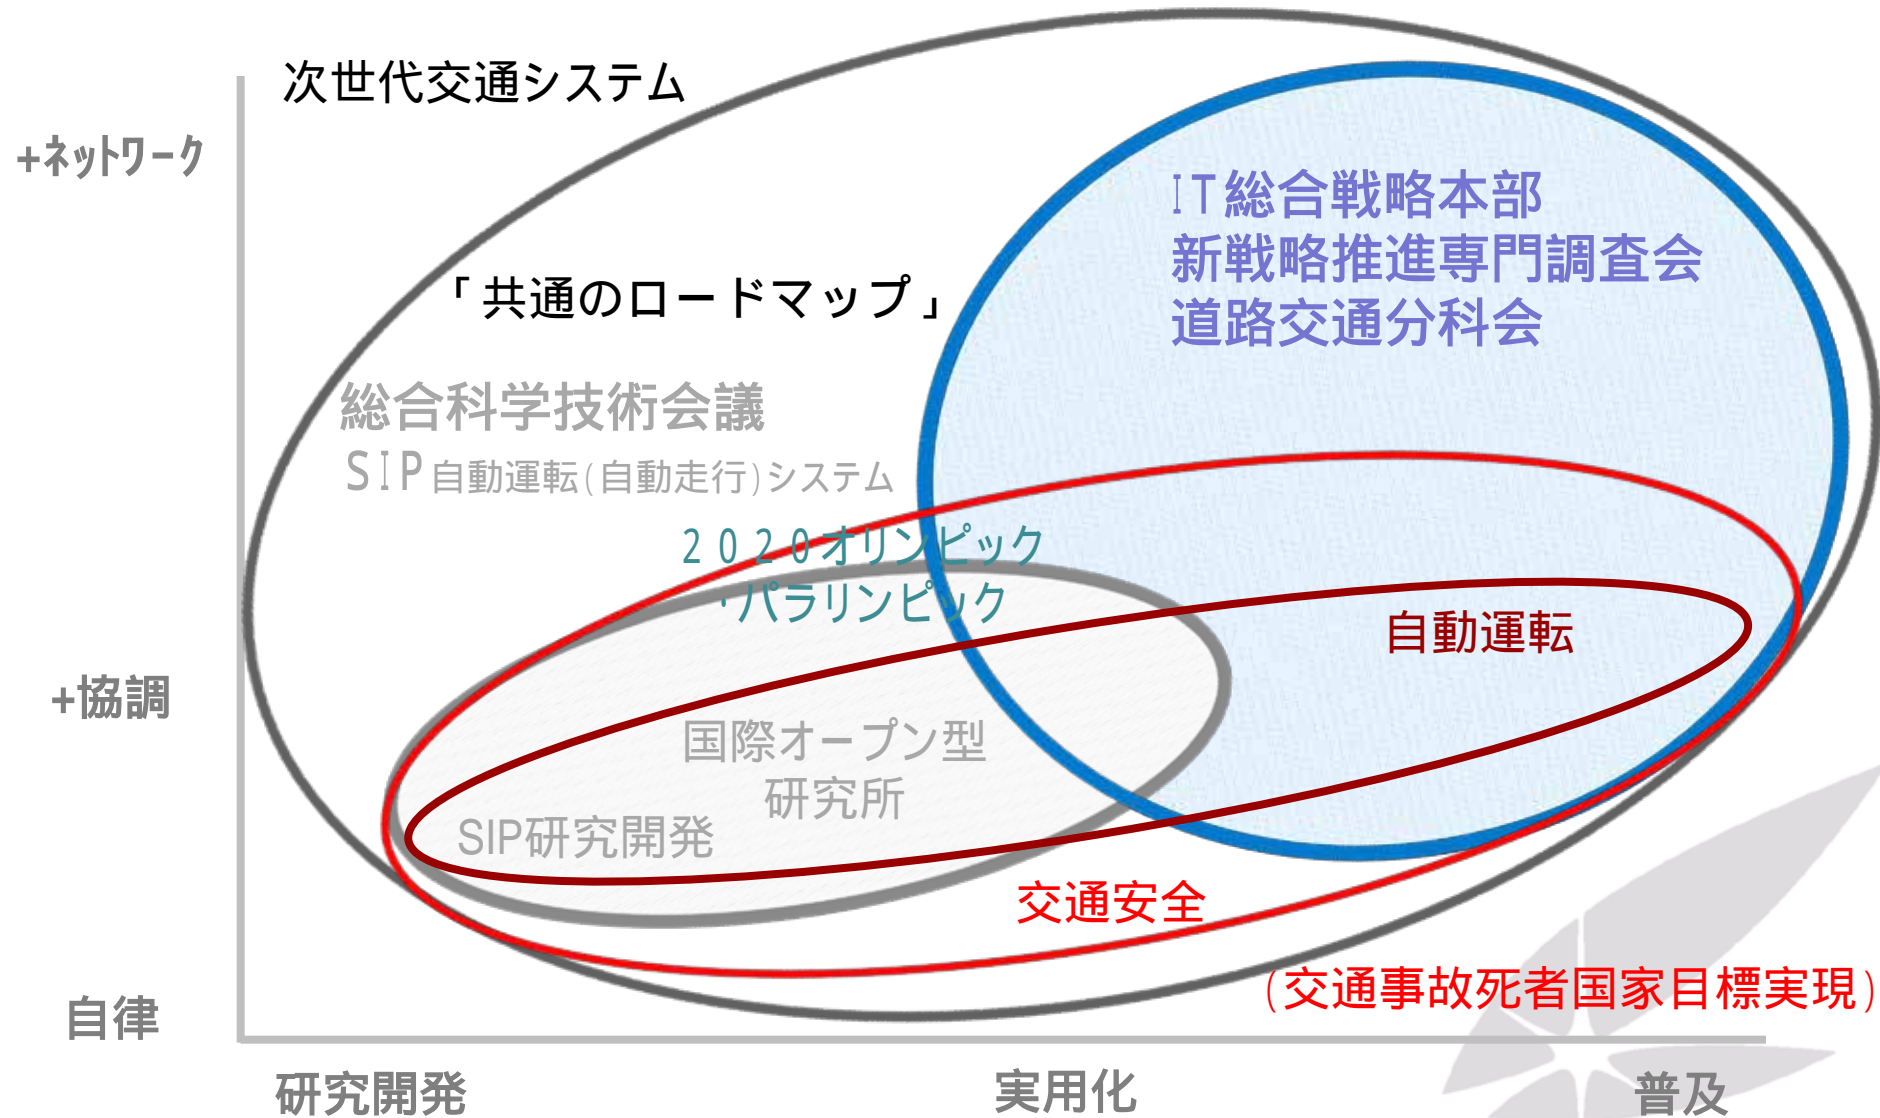 次世代交通システム
+ネットワーク
IT総合戦略本部
新戦略推進専門調査会
道路交通分科会
「共通のロードマップ」
総合科学技術会議
SIP自動運転(自動走行)システム
2020オリンピック
・パラリンピック
自動運転
+協調
国際オープン型
研究所
SIP研究開発
交通安全
(交通事故死者国家目標実現)
自律
研究開発
実用化
普及